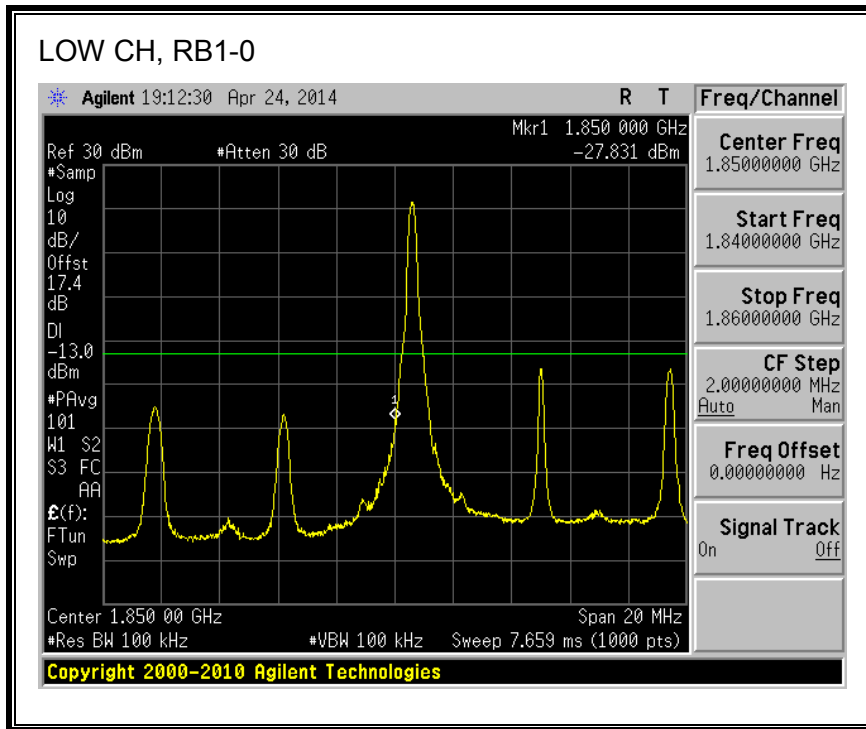 LOW CH, RB1-0
Agilent 19:12:30 Apr 24, 2014 R T
Freq/Channel
Mkr1 1.850 000 GHz
Ref 30 dBm #Atten 30 dB -27.831 dBm
#Samp
Log
10
dB/
Offst
17.4
dB
DI
-13.0
dBm
#PAvg
101
W1 S2
S3 FC
AA
£(f):
FTun
Swp
1
Center 1.850 00 GHz Span 20 MHz
#Res BW 100 kHz #VBW 100 kHz Sweep 7.659 ms (1000 pts)
Copyright 2000-2010 Agilent Technologies
Center Freq
1.85000000 GHz
Start Freq
1.84000000 GHz
Stop Freq
1.86000000 GHz
CF Step
2.00000000 MHz
Auto Man
Freq Offset
0.00000000 Hz
Signal Track
On Off